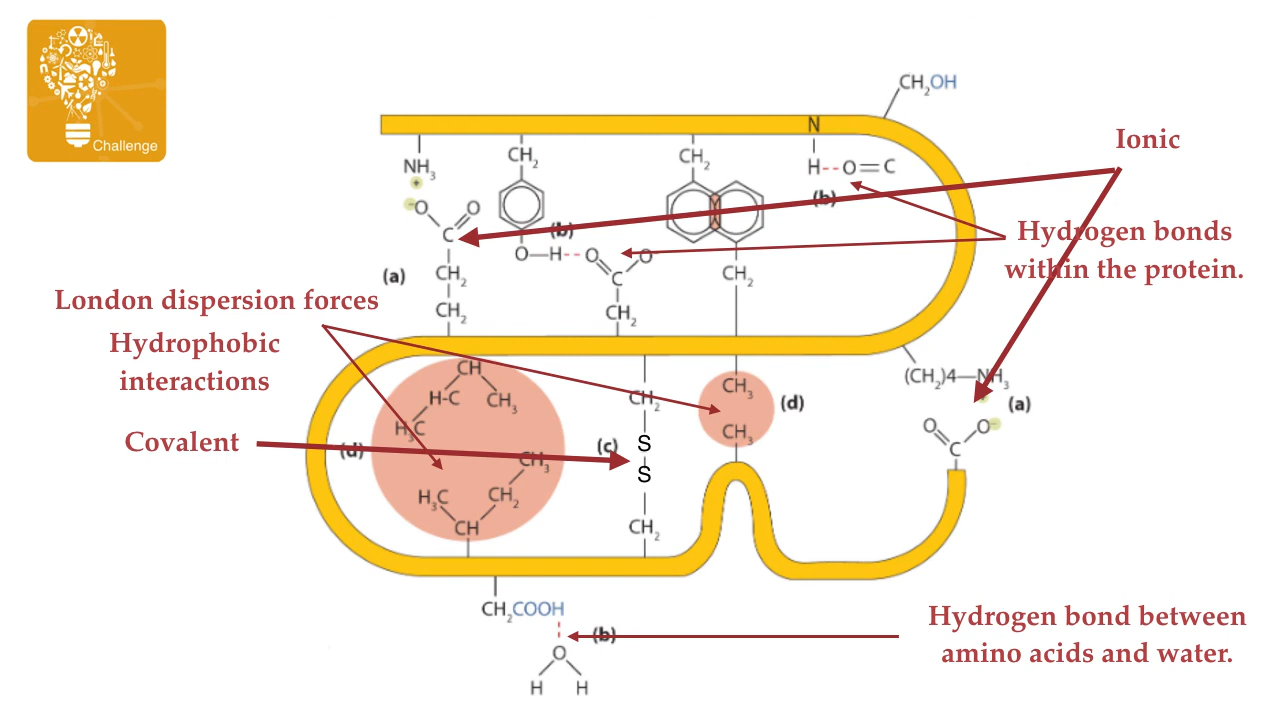 Challenge
CH₂OH
N
Ionic
NH₃
+
CH₂
CH₂
H--O=C
(b)
-O
O
C
(b)
Hydrogen bonds
within the protein.
O—H--O
O⁻
C
(a)
CH₂
CH₂
London dispersion forces
CH₂
CH₂
Hydrophobic
interactions
CH
H-C
CH₃
H₃C
CH₂
CH₃
(d)
CH₃
(CH₂)4—NH₃
+
(a)
O
O⁻
C
Covalent
(d)
(c)
S
S
CH₃
H₃C
CH₂
CH
CH₂
CH₂COOH
(b)
O
H H
Hydrogen bond between
amino acids and water.